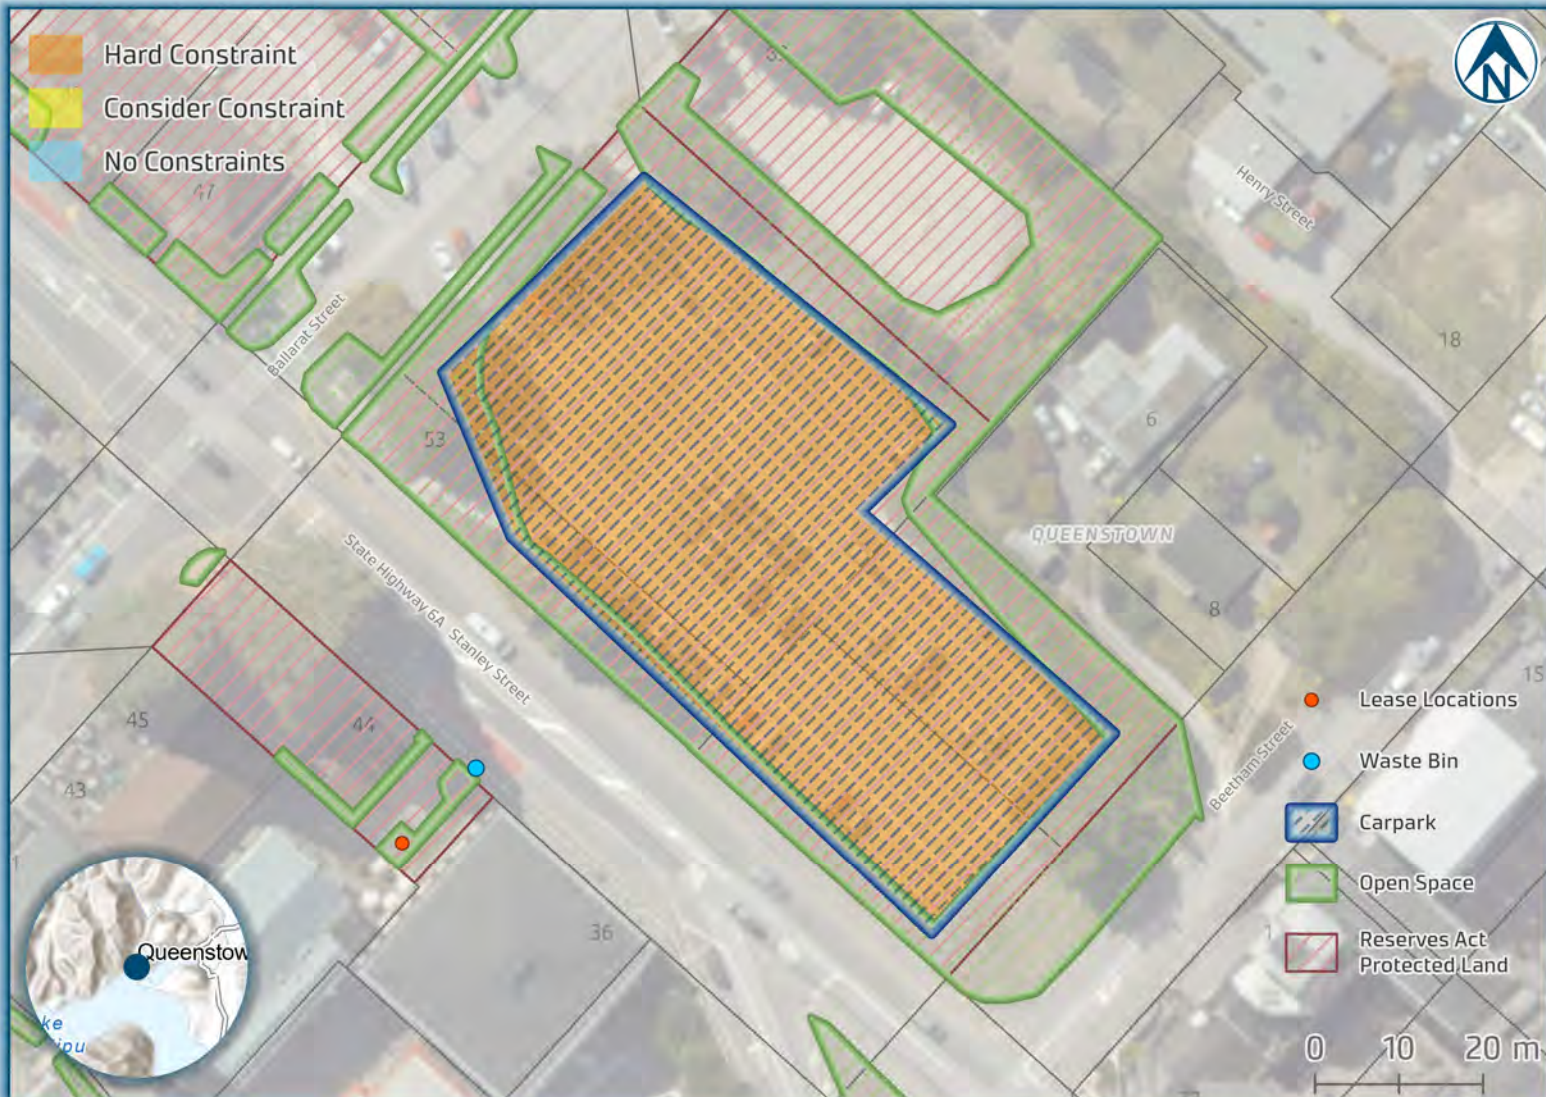 Hard Constraint
Consider Constraint
No Constraints
N
47
Ballarat Street
Henry Street
18
6
53
QUEENSTOWN
State Highway 6A Stanley Street
8
15
45
44
43
36
Beetham Street
Lease Locations
Waste Bin
Carpark
Open Space
Reserves Act
Protected Land
Queenstow
ke
ipu
0 10 20 m